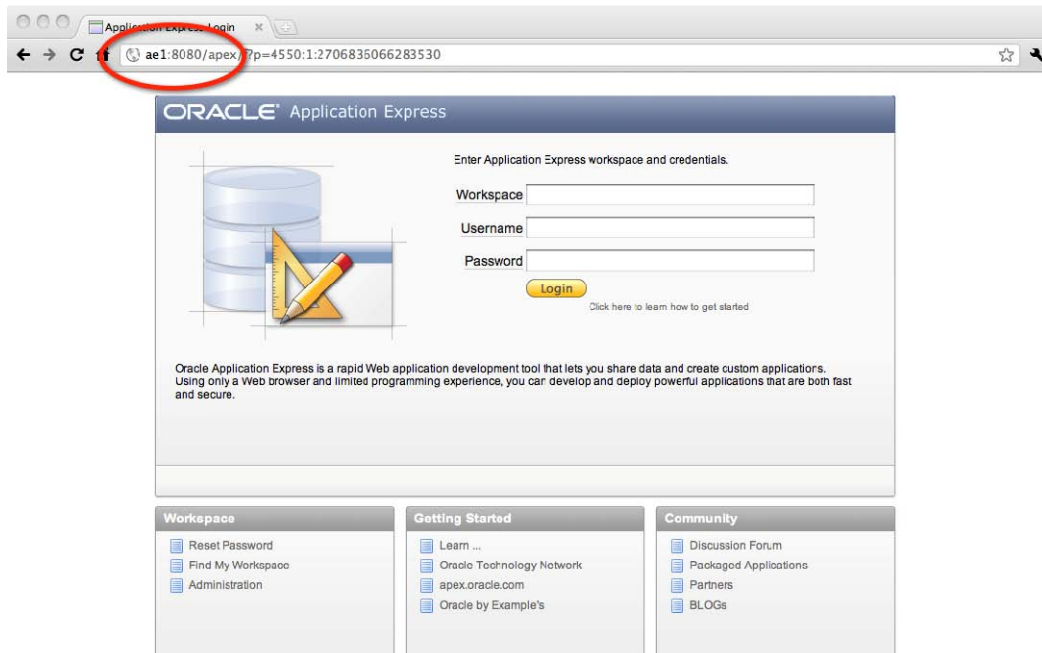 Application Express Login
ae1:8080/apex/?p=4550:1:2706835066283530
ORACLE Application Express
Enter Application Express workspace and credentials.
Workspace
Username
Password
Login
Click here to learn how to get started
Oracle Application Express is a rapid Web application development tool that lets you share data and create custom applications.
Using only a Web browser and limited programming experience, you can develop and deploy powerful applications that are both fast
and secure.
Workspace
Reset Password
Find My Workspace
Administration
Getting Started
Learn ...
Oracle Technology Network
apex.oracle.com
Oracle by Example's
Community
Discussion Forum
Packaged Applications
Partners
BLOGs